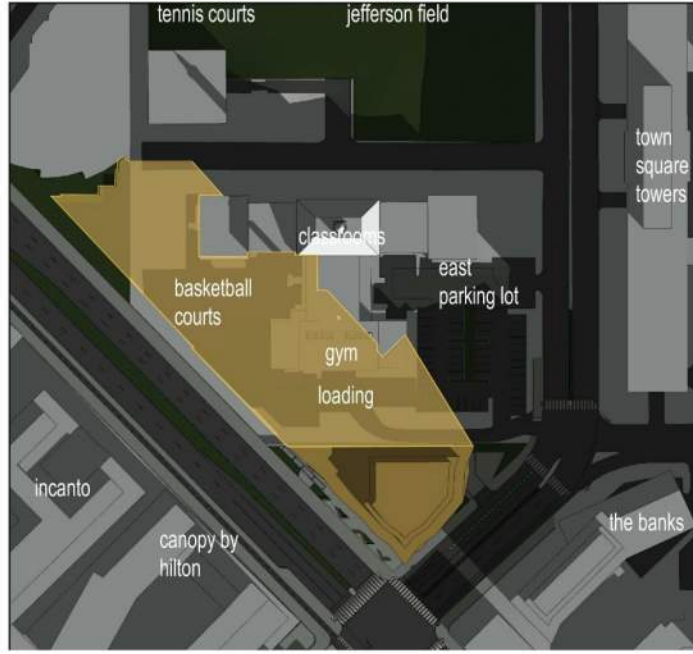 tennis courts
jefferson field
town
square
towers
classrooms
east
parking lot
basketball
courts
gym
loading
incanto
canopy by
hilton
the banks